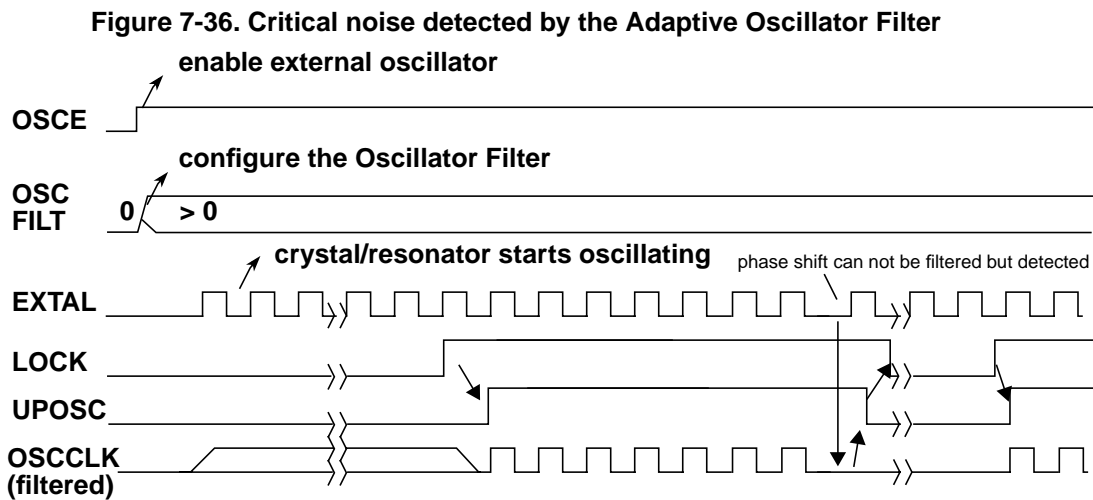 Figure 7-36. Critical noise detected by the Adaptive Oscillator Filter
enable external oscillator
OSCE
configure the Oscillator Filter
OSC
FILT
0 > 0
crystal/resonator starts oscillating
phase shift can not be filtered but detected
EXTAL
LOCK
UPOSC
OSCCLK
(filtered)